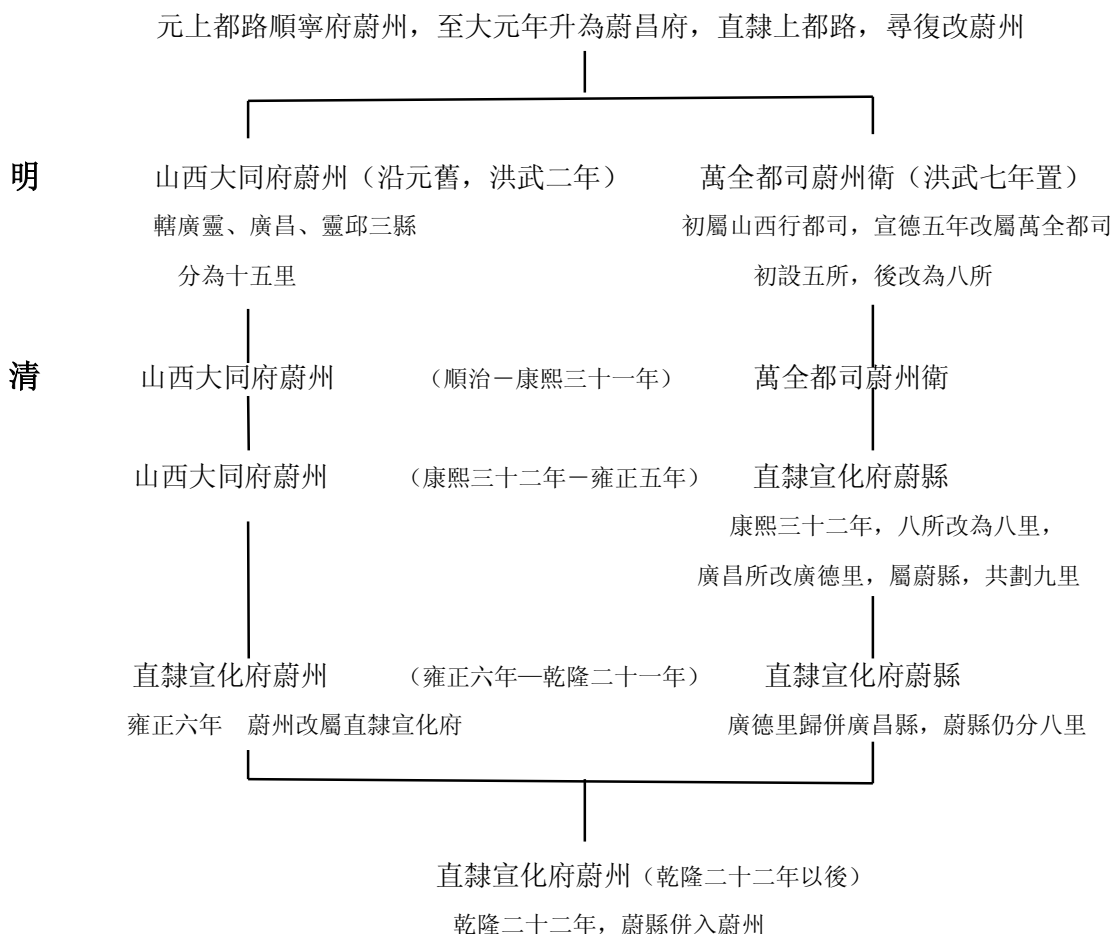 元上都路順寧府蔚州，至大元年升為蔚昌府，直隸上都路，尋復改蔚州
明 山西大同府蔚州（沿元舊，洪武二年） 萬全都司蔚州衛（洪武七年置）
轄廣靈、廣昌、靈邱三縣 初屬山西行都司，宣德五年改屬萬全都司
分為十五里 初設五所，後改為八所
清 山西大同府蔚州 （順治－康熙三十一年） 萬全都司蔚州衛
山西大同府蔚州 （康熙三十二年－雍正五年） 直隸宣化府蔚縣
康熙三十二年，八所改為八里，
廣昌所改廣德里，屬蔚縣，共劃九里
直隸宣化府蔚州 （雍正六年—乾隆二十一年） 直隸宣化府蔚縣
雍正六年 蔚州改屬直隸宣化府 廣德里歸併廣昌縣，蔚縣仍分八里
直隸宣化府蔚州（乾隆二十二年以後）
乾隆二十二年，蔚縣併入蔚州